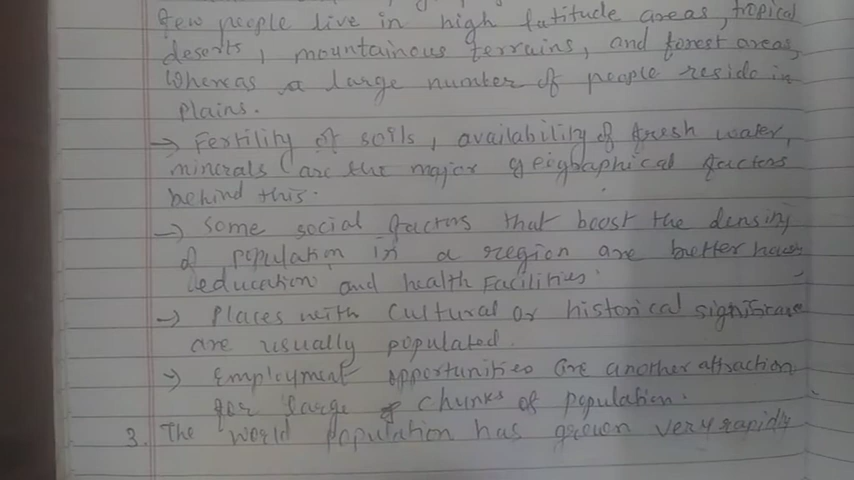 few people live in high latitude areas, tropical
deserts, mountainous terrains, and forest areas,
Whereas a large number of people reside in
plains.
→ Fertility of soils, availability of fresh water,
minerals are the major geigraphical factors
behind this.
→ Some social factors that boost the density
of population in a region are better
education and health Facilities.
→ Places with cultural or historical significane
are usually populated.
→ Employment opportunities are another attraction
for large chunks of population.
3. The world population has grown very rapidly